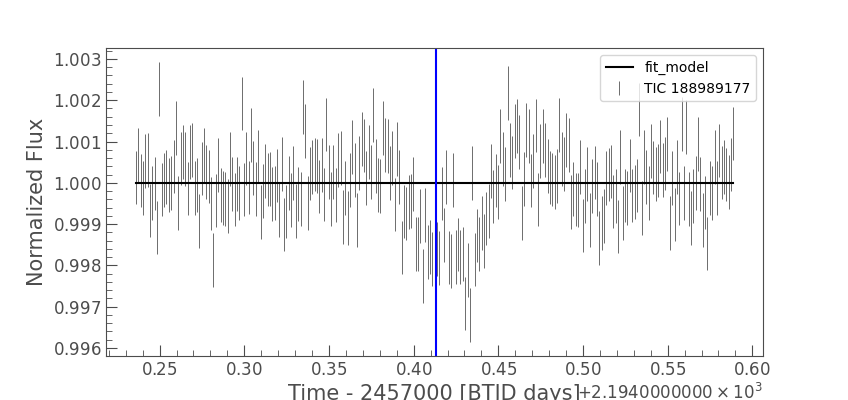 1.003
1.002
1.001
1.000
0.999
0.998
0.997
0.996
Normalized Flux
fit_model
TIC 188989177
0.25 0.30 0.35 0.40 0.45 0.50 0.55 0.60
Time - 2457000 [BTJD days]
+2.1940000000 × 10³